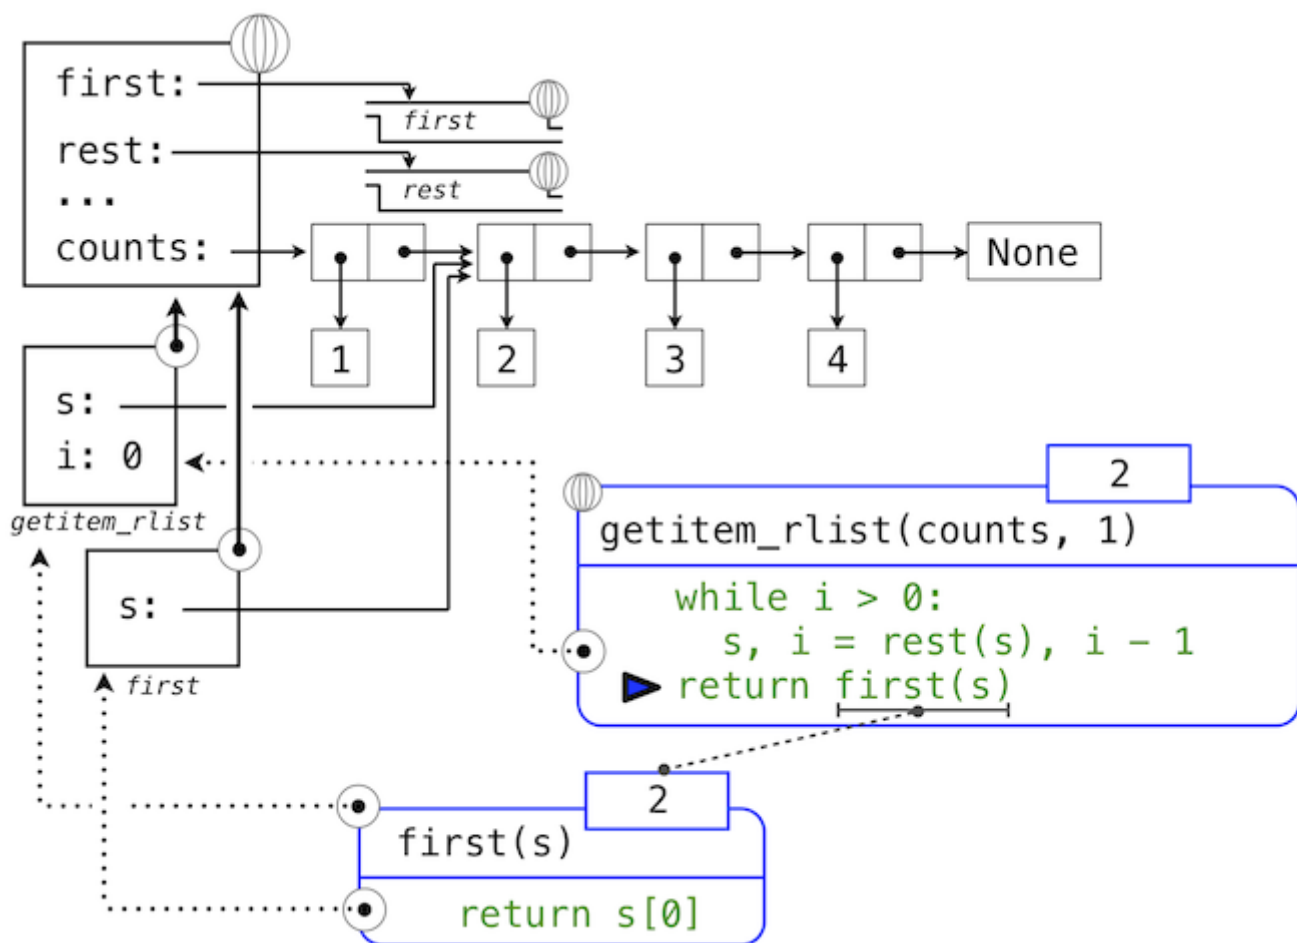 first:
first
rest:
rest
...
counts:
None
1 2 3 4
s:
i: 0
getitem_rlist
s:
first
2
getitem_rlist(counts, 1)
while i > 0:
s, i = rest(s), i - 1
return first(s)
2
first(s)
return s[0]